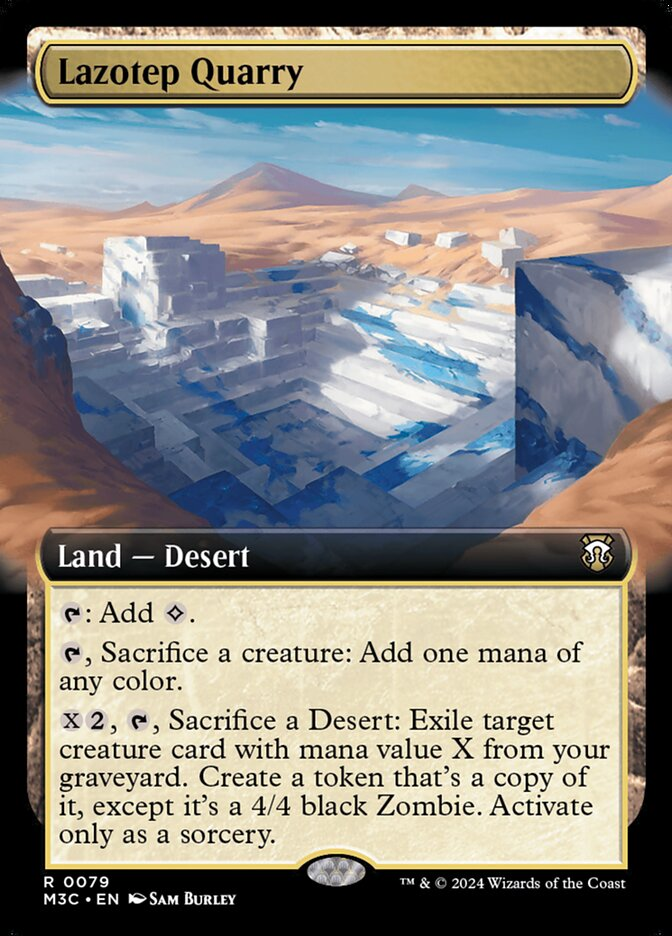 Lazotep Quarry
Land — Desert
: Add .
, Sacrifice a creature: Add one mana of
any color.
X 2, , Sacrifice a Desert: Exile target
creature card with mana value X from your
graveyard. Create a token that's a copy of
it, except it's a 4/4 black Zombie. Activate
only as a sorcery.
R 0079
M3C • EN Sam Burley
™ & © 2024 Wizards of the Coast